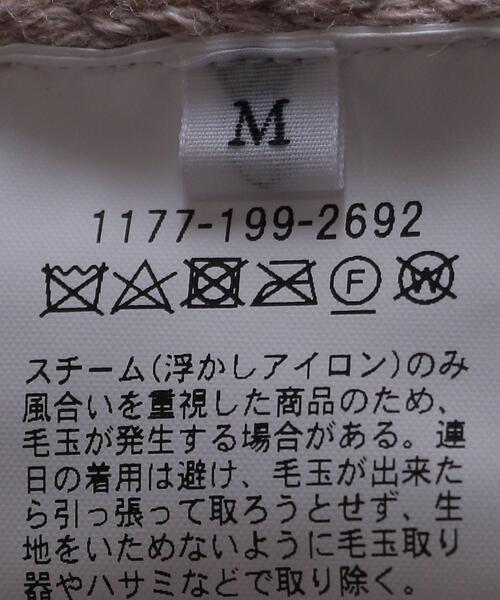 M
1177-199-2692
F W
スチーム(浮かしアイロン)のみ
風合いを重視した商品のため、
毛玉が発生する場合がある。連
日の着用は避け、毛玉が出来た
ら引っ張って取ろうとせず、生
地をいためないように毛玉取り
器やハサミなどで取り除く。